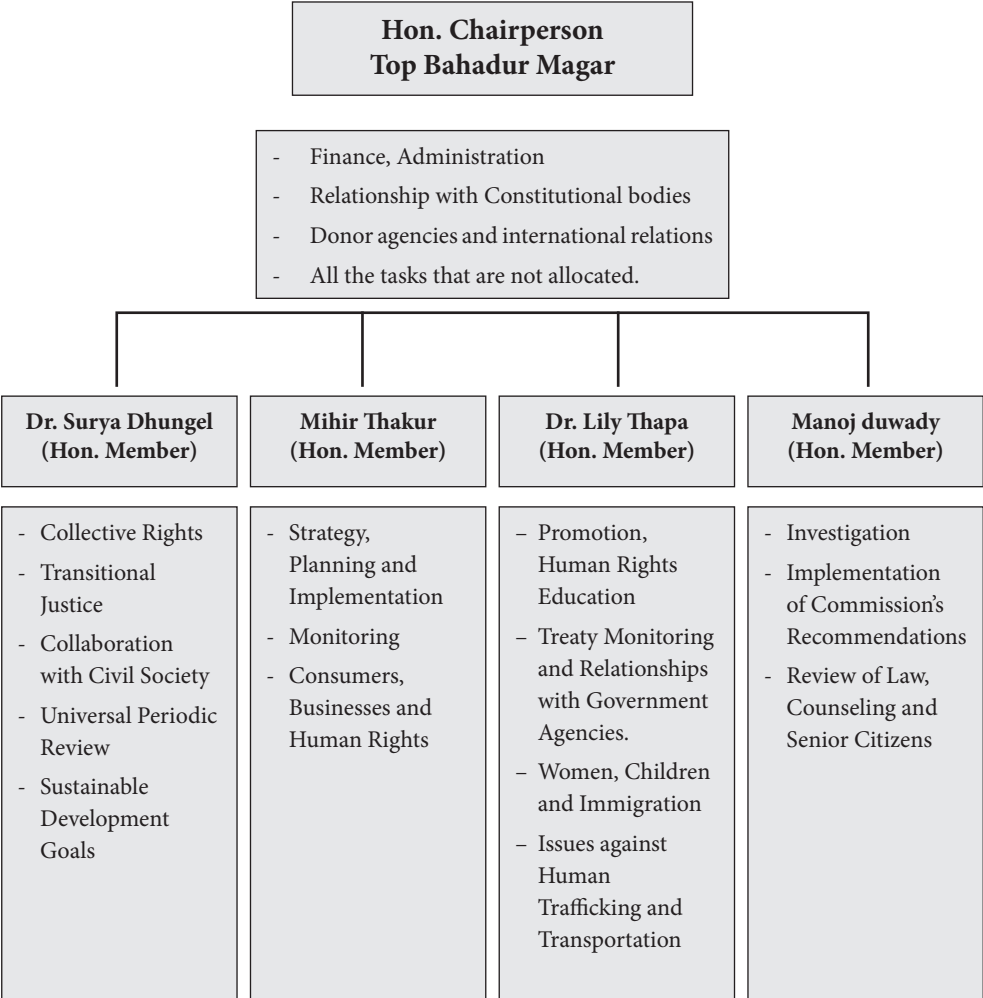 Hon. Chairperson
Top Bahadur Magar
- Finance, Administration
- Relationship with Constitutional bodies
- Donor agencies and international relations
- All the tasks that are not allocated.
Dr. Surya Dhungel
(Hon. Member)
- Collective Rights
- Transitional
Justice
- Collaboration
with Civil Society
- Universal Periodic
Review
- Sustainable
Development
Goals
Mihir Thakur
(Hon. Member)
- Strategy,
Planning and
Implementation
- Monitoring
- Consumers,
Businesses and
Human Rights
Dr. Lily Thapa
(Hon. Member)
– Promotion,
Human Rights
Education
– Treaty Monitoring
and Relationships
with Government
Agencies.
– Women, Children
and Immigration
– Issues against
Human
Trafficking and
Transportation
Manoj duwady
(Hon. Member)
- Investigation
- Implementation
of Commission’s
Recommendations
- Review of Law,
Counseling and
Senior Citizens